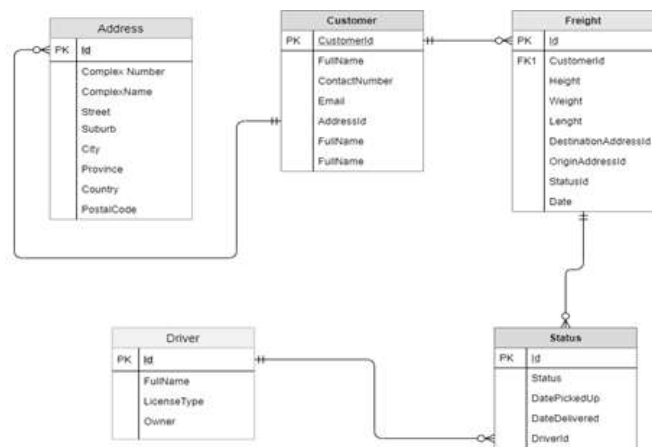 Address
PK Id
Complex Number
ComplexName
Street
Suburb
City
Province
Country
PostalCode
Customer
PK CustomerId
FullName
ContactNumber
Email
AddressId
FullName
FullName
Freight
PK Id
FK1 CustomerId
Height
Weight
Lenght
DestinationAddressId
OriginAddressId
StatusId
Date
Driver
PK Id
FullName
LicenseType
Owner
Status
PK Id
Status
DatePickedUp
DateDelivered
DriverId